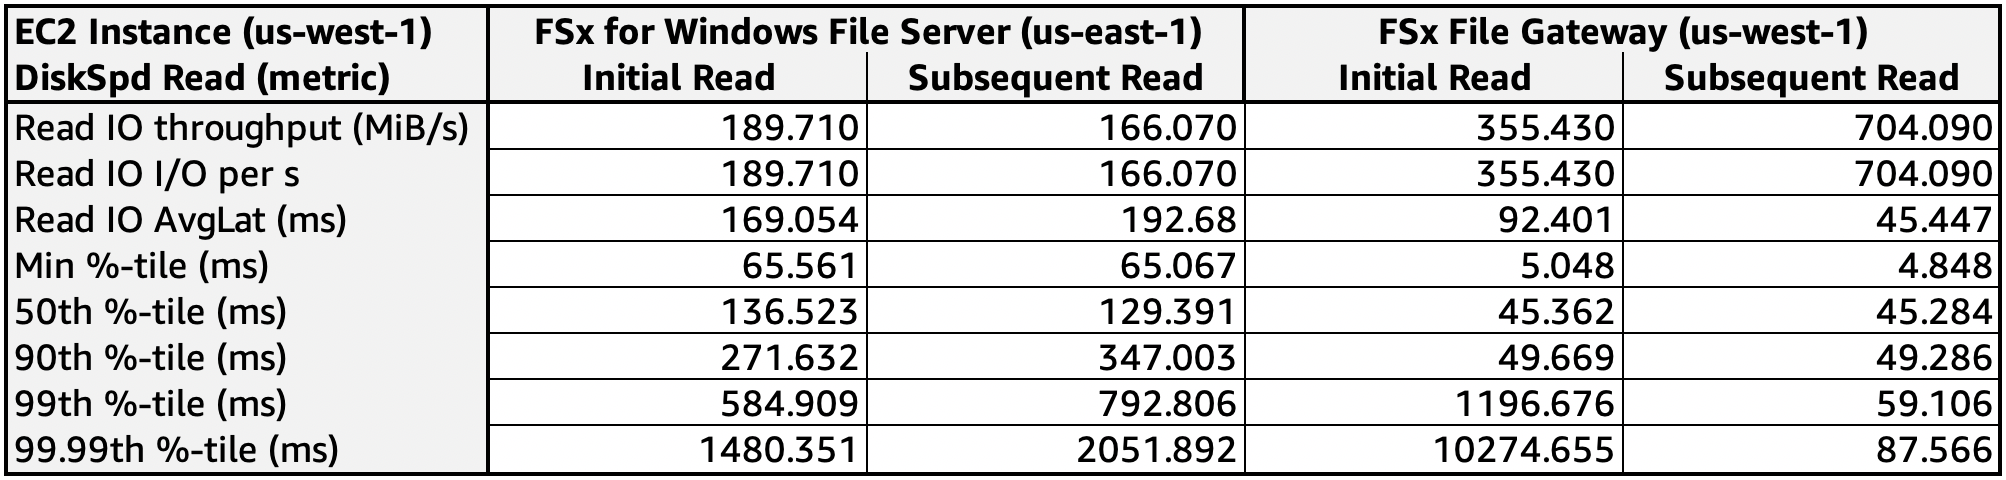 EC2 Instance (us-west-1) FSx for Windows File Server (us-east-1) FSx File Gateway (us-west-1)
DiskSpd Read (metric) Initial Read Subsequent Read Initial Read Subsequent Read
Read IO throughput (MiB/s) 189.710 166.070 355.430 704.090
Read IO I/O per s 189.710 166.070 355.430 704.090
Read IO AvgLat (ms) 169.054 192.68 92.401 45.447
Min %-tile (ms) 65.561 65.067 5.048 4.848
50th %-tile (ms) 136.523 129.391 45.362 45.284
90th %-tile (ms) 271.632 347.003 49.669 49.286
99th %-tile (ms) 584.909 792.806 1196.676 59.106
99.99th %-tile (ms) 1480.351 2051.892 10274.655 87.566